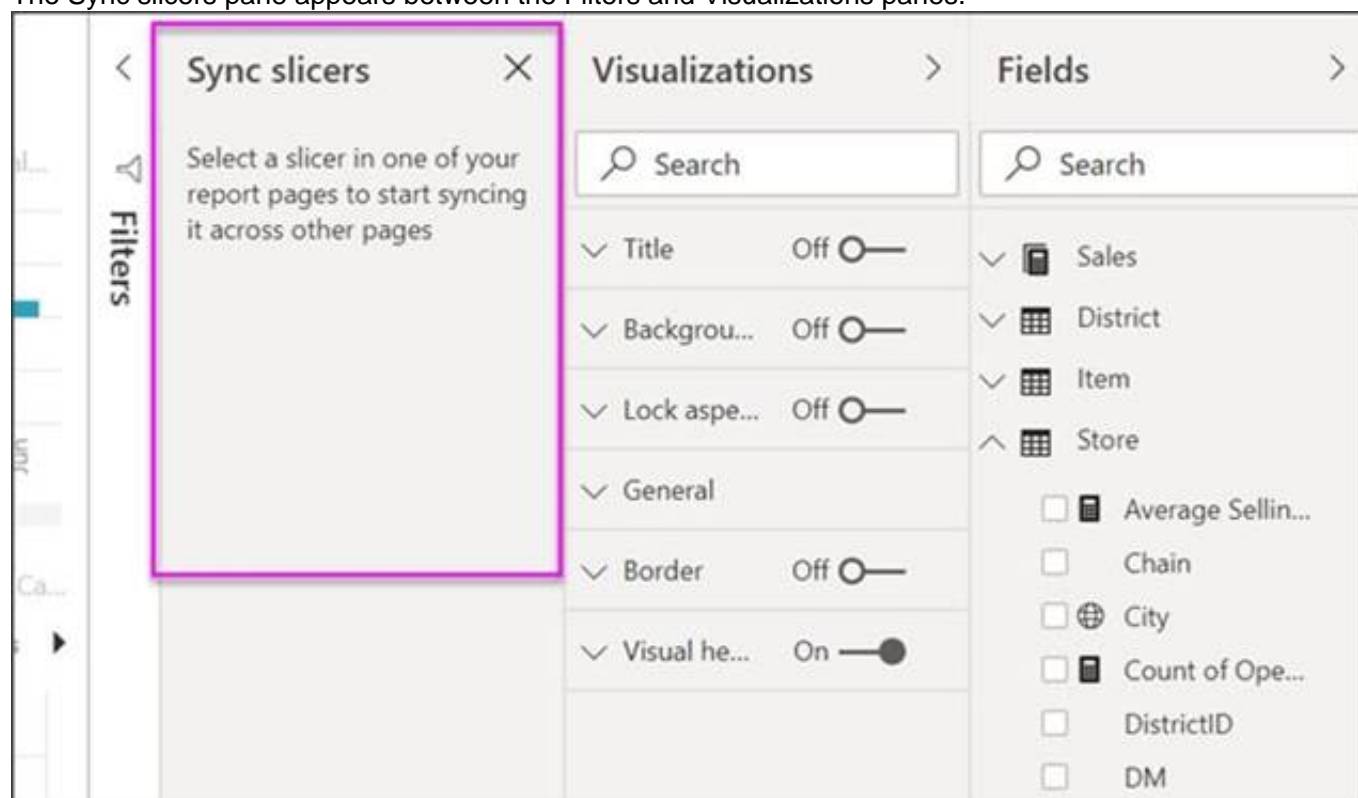 The Sync slicers pane appears between the Filters and Visualizations panes.
Filters
Sync slicers
Select a slicer in one of your
report pages to start syncing
it across other pages
Visualizations
Search
Title Off
Backgrou... Off
Lock aspe... Off
General
Border Off
Visual he... On
Fields
Search
Sales
District
Item
Store
Average Sellin...
Chain
City
Count of Ope...
DistrictID
DM
Jun
Ca...